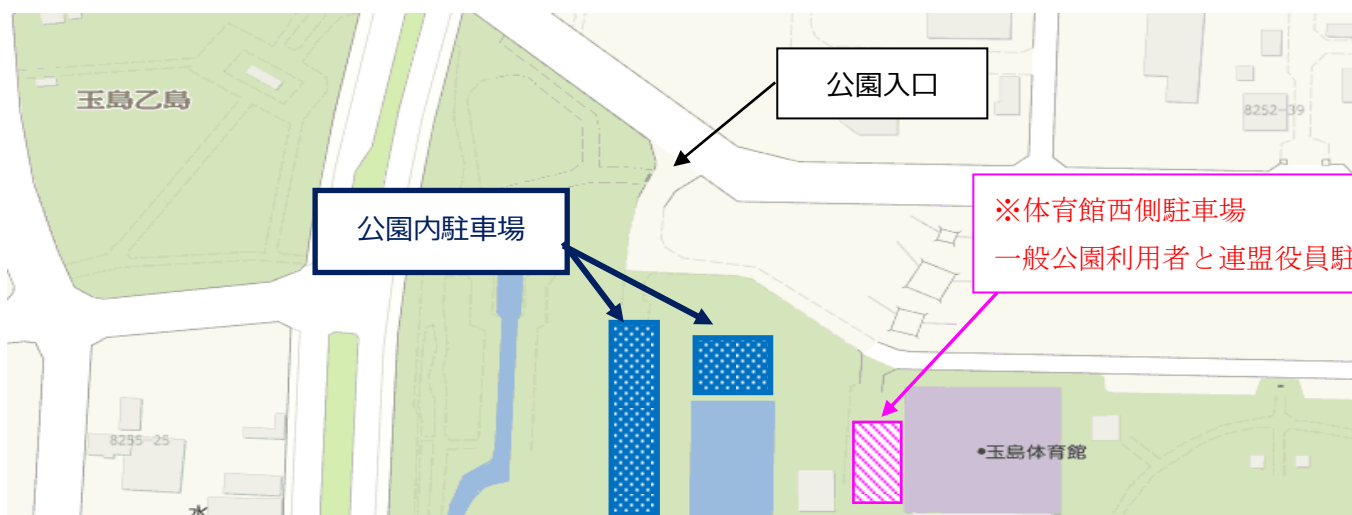 公園入口
玉島乙島
8252-39
※体育館西側駐車場
公園内駐車場
一般公園利用者と連盟役員駐
8255-25
•玉島体育館
水